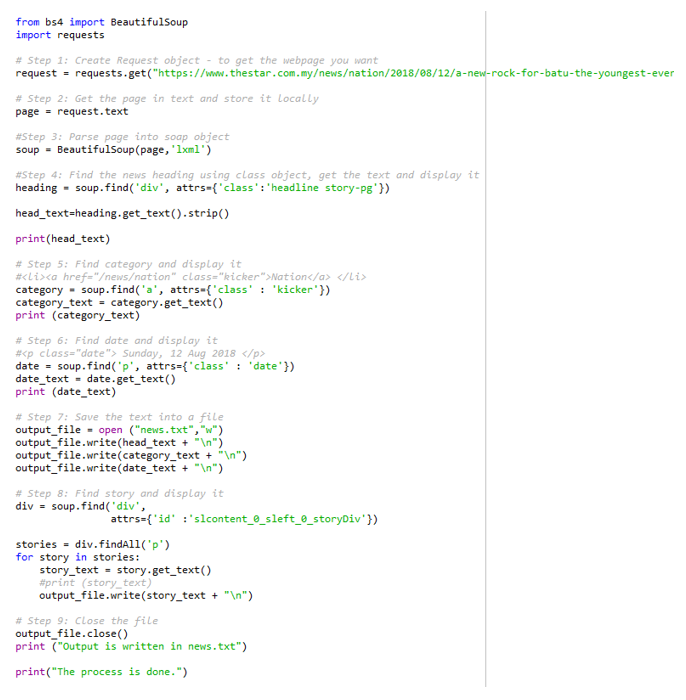 from bs4 import BeautifulSoup
import requests
# Step 1: Create Request object - to get the webpage you want
request = requests.get("https://www.thestar.com.my/news/nation/2018/08/12/a-new-rock-for-batu-the-youngest-ever
# Step 2: Get the page in text and store it locally
page = request.text
#Step 3: Parse page into soap object
soup = BeautifulSoup(page,'lxml')
#Step 4: Find the news heading using class object, get the text and display it
heading = soup.find('div', attrs={'class':'headline story-pg'})
head_text=heading.get_text().strip()
print(head_text)
# Step 5: Find category and display it
#<li><a href="/news/nation" class="kicker">Nation</a> </li>
category = soup.find('a', attrs={'class' : 'kicker'})
category_text = category.get_text()
print (category_text)
# Step 6: Find date and display it
#<p class="date"> Sunday, 12 Aug 2018 </p>
date = soup.find('p', attrs={'class' : 'date'})
date_text = date.get_text()
print (date_text)
# Step 7: Save the text into a file
output_file = open ("news.txt","w")
output_file.write(head_text + "\n")
output_file.write(category_text + "\n")
output_file.write(date_text + "\n")
# Step 8: Find story and display it
div = soup.find('div',
attrs={'id' :'slcontent_0_sleft_0_storyDiv'})
stories = div.findAll('p')
for story in stories:
story_text = story.get_text()
#print (story_text)
output_file.write(story_text + "\n")
# Step 9: Close the file
output_file.close()
print ("Output is written in news.txt")
print("The process is done.")